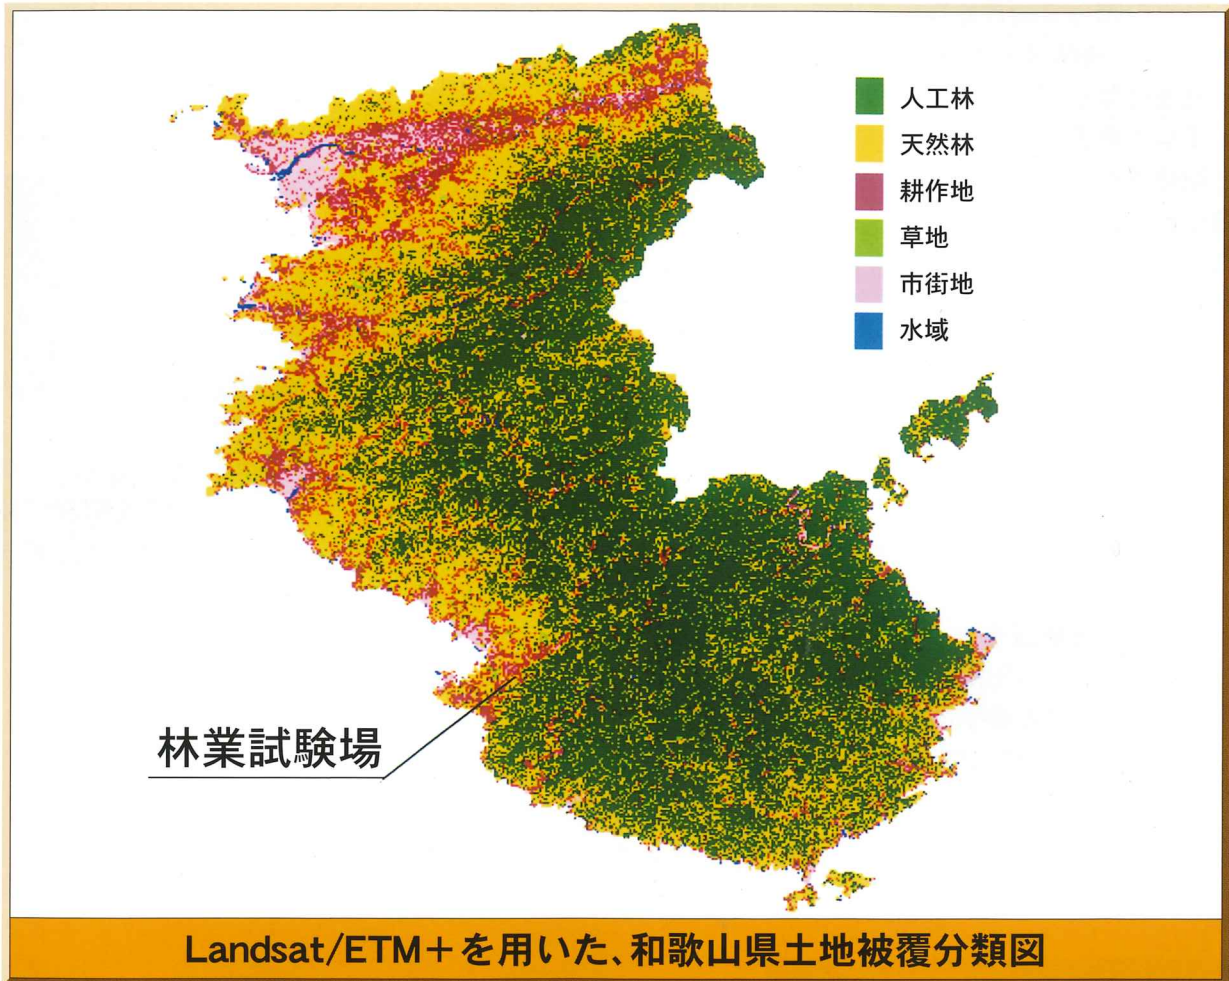 人工林
天然林
耕作地
草地
市街地
水域
林業試験場
Landsat/ETM＋を用いた、和歌山県土地被覆分類図